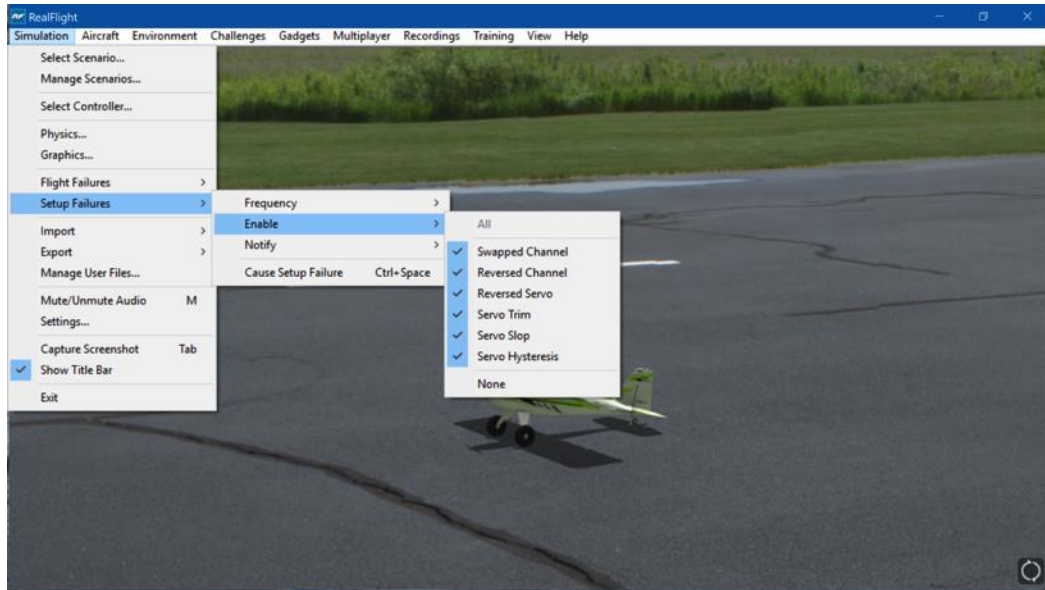 RealFlight
Simulation Aircraft Environment Challenges Gadgets Multiplayer Recordings Training View Help
Select Scenario...
Manage Scenarios...
Select Controller...
Physics...
Graphics...
Flight Failures
Setup Failures
Import
Export
Manage User Files...
Mute/Unmute Audio M
Settings...
Capture Screenshot Tab
Show Title Bar
Exit
Frequency
Enable
Notify
Cause Setup Failure Ctrl+Space
All
Swapped Channel
Reversed Channel
Reversed Servo
Servo Trim
Servo Slop
Servo Hysteresis
None